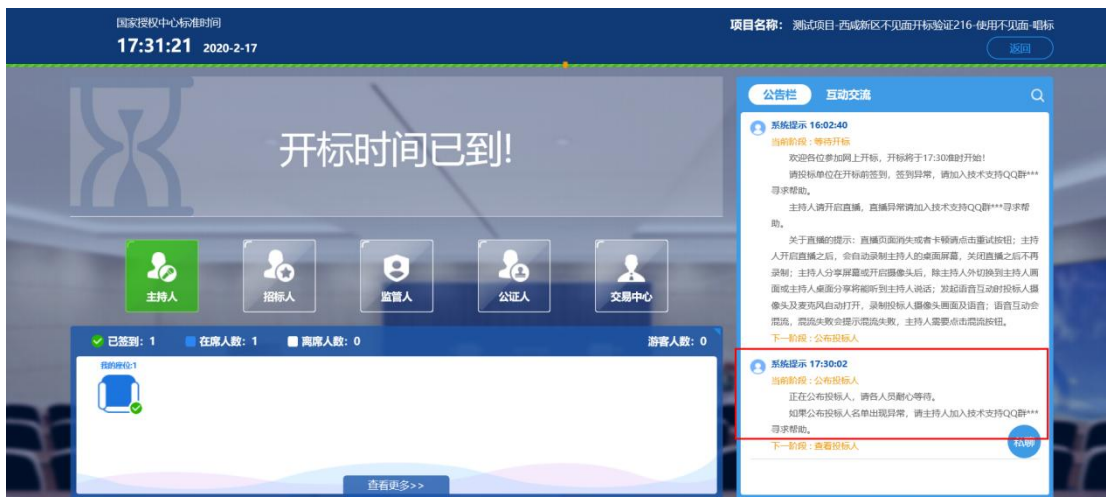 国家授权中心标准时间
17:31:21 2020-2-17
项目名称: 测试项目-西咸新区不见面开标验证216-使用不见面-唱标
返回
开标时间已到!
主持人
招标人
监管人
公证人
交易中心
已签到: 1 在席人数: 1 离席人数: 0 游客人数: 0
我的座位:1
查看更多>>
公告栏 互动交流
系统提示 16:02:40
当前阶段:等待开标
欢迎各位参加网上开标，开标将于17:30准时开始!
请投标单位在开标前签到，签到异常，请加入技术支持QQ群***
寻求帮助。
主持人请开启直播，直播异常请加入技术支持QQ群***寻求帮
助。
关于直播的提示：直播页面消失或者卡顿请点击重试按钮；主持
人开启直播之后，会自动录制主持人的桌面屏幕，关闭直播之后不再
录制；主持人分享屏幕或开启摄像头后，除主持人外切换到主持人画
面或主持人桌面分享将能听到主持人说话；发起语音互动时投标人摄
像头及麦克风自动打开，录制投标人摄像头画面及语音；语音互动会
混流，混流失败会提示混流失败，主持人需要点击混流按钮。
下一阶段:公布投标人
系统提示 17:30:02
当前阶段:公布投标人
正在公布投标人，请各人员耐心等待。
如果公布投标人名单出现异常，请主持人加入技术支持QQ群***
寻求帮助。
下一阶段:查看投标人
私聊